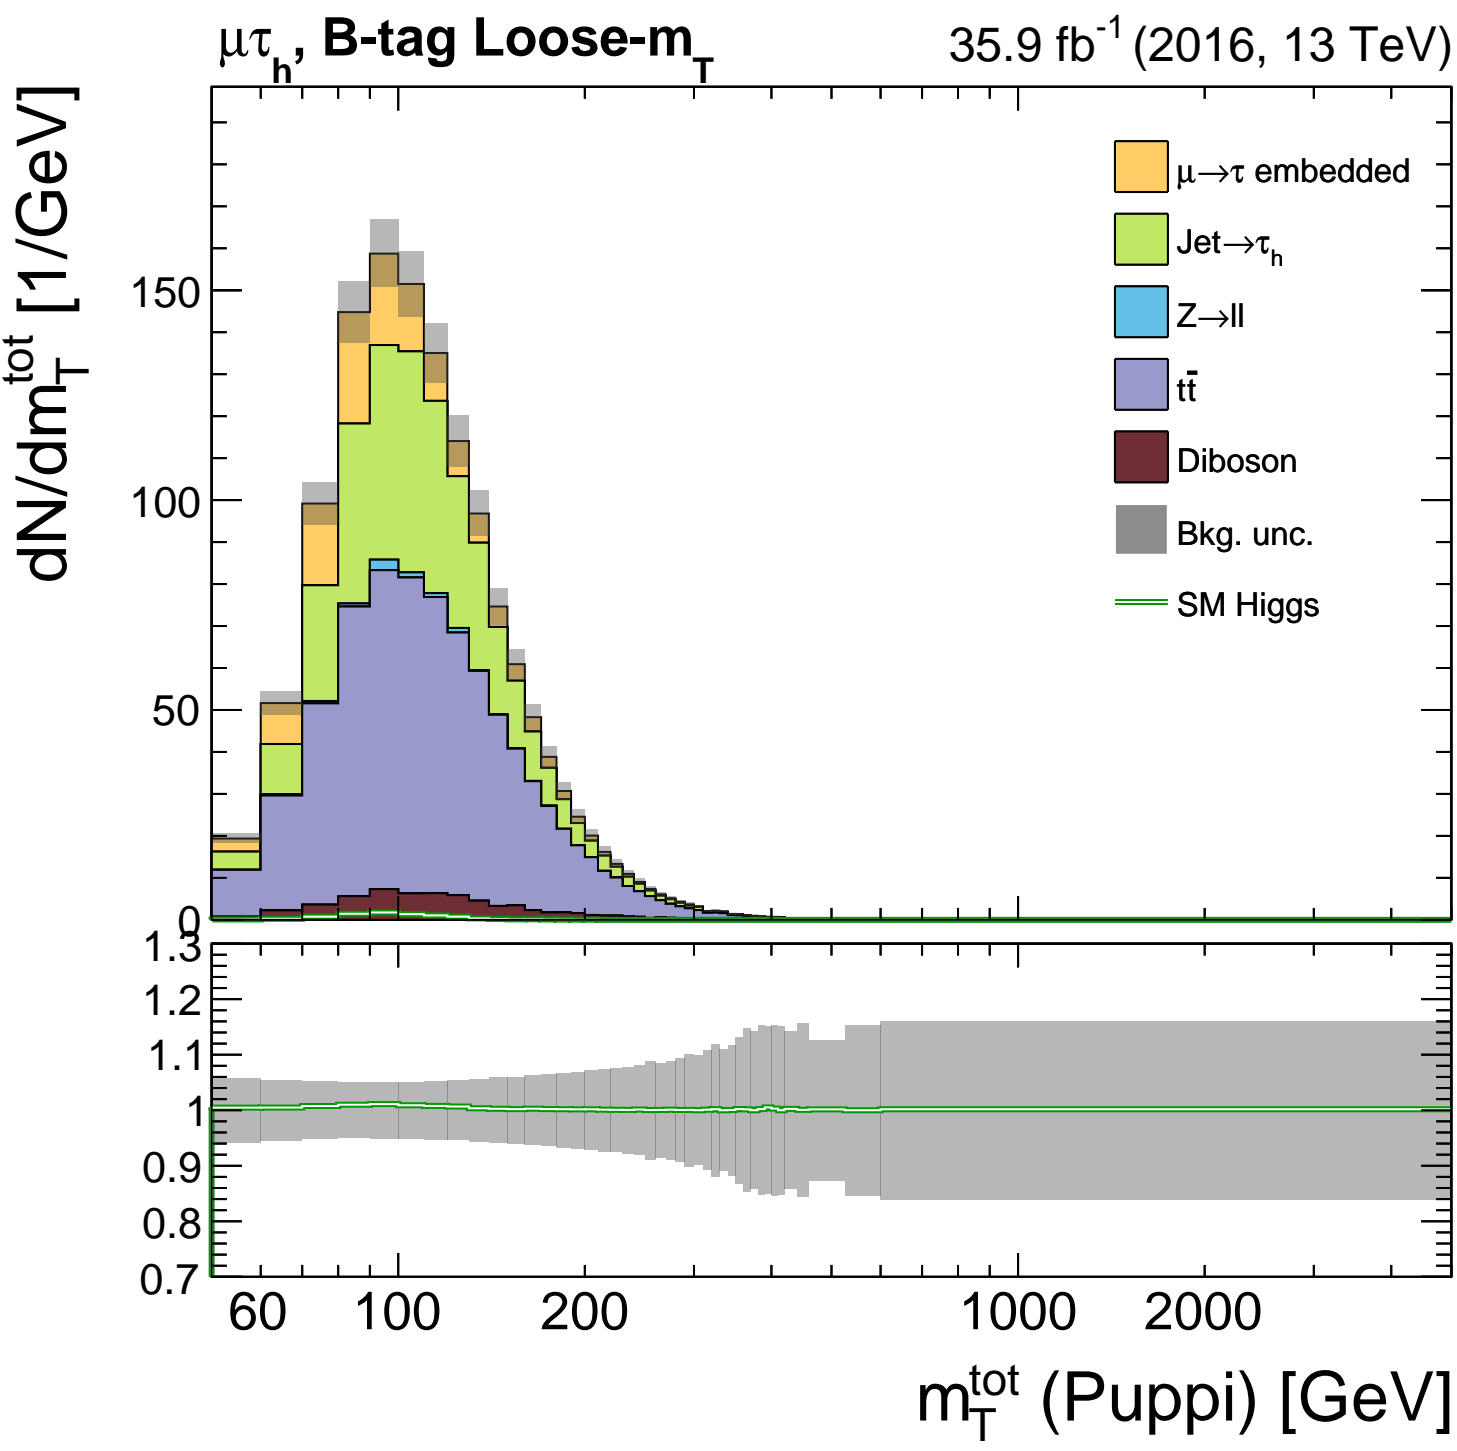 μτh, B-tag Loose-mT
35.9 fb-1 (2016, 13 TeV)
dN/dmTtot [1/GeV]
150
100
50
0
μ→τ embedded
Jet→τh
Z→ll
tt̄
Diboson
Bkg. unc.
SM Higgs
1.3
1.2
1.1
1
0.9
0.8
0.7
60 100 200 1000 2000
mTtot (Puppi) [GeV]